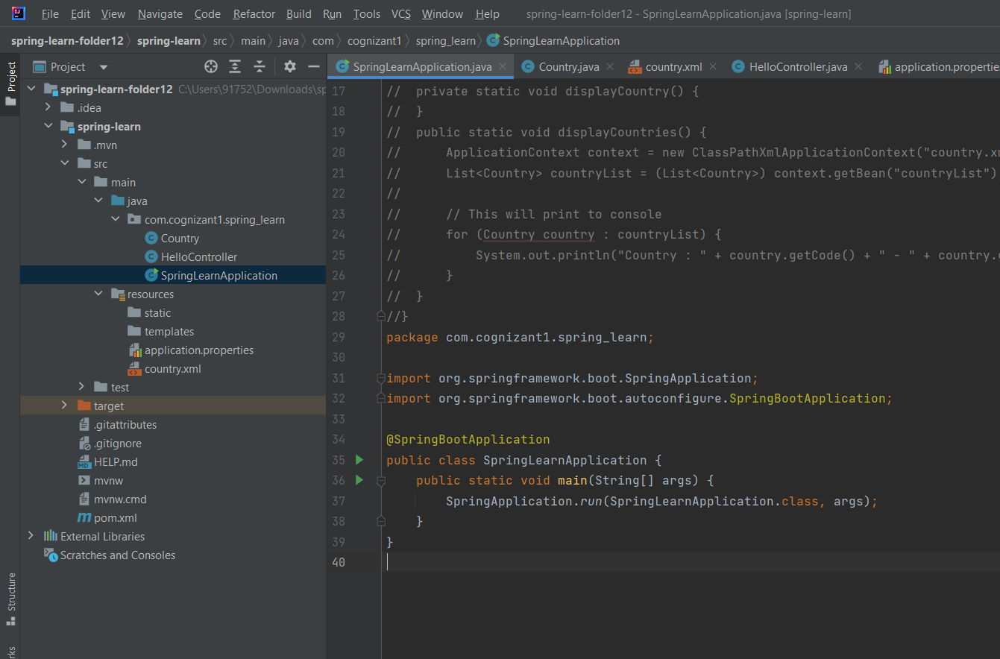 File Edit View Navigate Code Refactor Build Run Tools VCS Window Help spring-learn-folder12 - SpringLearnApplication.java [spring-learn]
spring-learn-folder12 spring-learn src main java com cognizant1 spring_learn SpringLearnApplication
Project
Project
SpringLearnApplication.java Country.java country.xml HelloController.java application.propertie
spring-learn-folder12 C:\Users\91752\Downloads\sp
.idea
spring-learn
.mvn
src
main
java
com.cognizant1.spring_learn
Country
HelloController
SpringLearnApplication
resources
static
templates
application.properties
country.xml
test
target
.gitattributes
.gitignore
HELP.md
mvnw
mvnw.cmd
pom.xml
External Libraries
Scratches and Consoles
Structure
rks
17 // private static void displayCountry() {
18 // }
19 // public static void displayCountries() {
20 // ApplicationContext context = new ClassPathXmlApplicationContext("country.xm
21 // List<Country> countryList = (List<Country>) context.getBean("countryList")
22 //
23 // // This will print to console
24 // for (Country country : countryList) {
25 // System.out.println("Country : " + country.getCode() + " - " + country.
26 // }
27 // }
28 //}
29 package com.cognizant1.spring_learn;
30
31 import org.springframework.boot.SpringApplication;
32 import org.springframework.boot.autoconfigure.SpringBootApplication;
33
34 @SpringBootApplication
35 public class SpringLearnApplication {
36 public static void main(String[] args) {
37 SpringApplication.run(SpringLearnApplication.class, args);
38 }
39 }
40